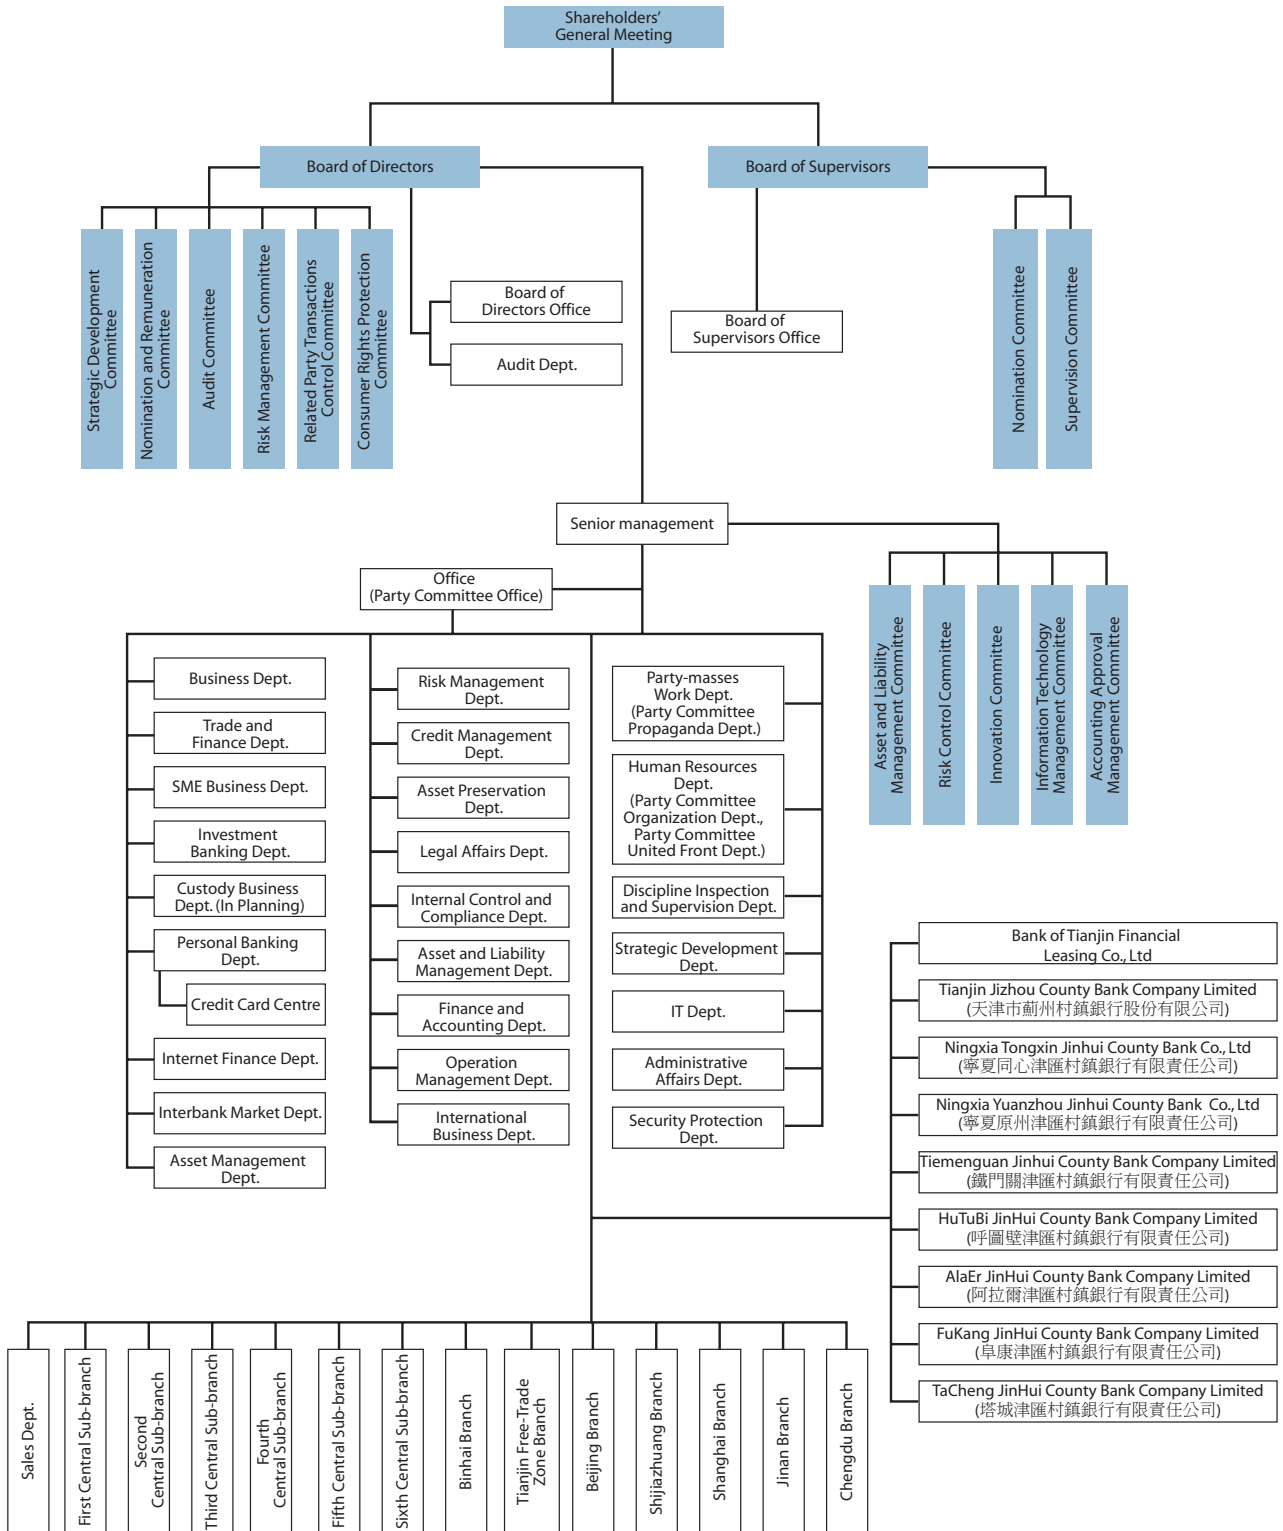 Shareholders'
General Meeting
Board of Directors
Board of Supervisors
Strategic Development
Committee
Nomination and Remuneration
Committee
Audit Committee
Risk Management Committee
Related Party Transactions
Control Committee
Consumer Rights Protection
Committee
Board of
Directors Office
Audit Dept.
Board of
Supervisors Office
Nomination Committee
Supervision Committee
Senior management
Office
(Party Committee Office)
Asset and Liability
Management Committee
Risk Control Committee
Innovation Committee
Information Technology
Management Committee
Accounting Approval
Management Committee
Business Dept.
Trade and
Finance Dept.
SME Business Dept.
Investment
Banking Dept.
Custody Business
Dept. (In Planning)
Personal Banking
Dept.
Credit Card Centre
Internet Finance Dept.
Interbank Market Dept.
Asset Management
Dept.
Risk Management
Dept.
Credit Management
Dept.
Asset Preservation
Dept.
Legal Affairs Dept.
Internal Control and
Compliance Dept.
Asset and Liability
Management Dept.
Finance and
Accounting Dept.
Operation
Management Dept.
International
Business Dept.
Party-masses
Work Dept.
(Party Committee
Propaganda Dept.)
Human Resources
Dept.
(Party Committee
Organization Dept.,
Party Committee
United Front Dept.)
Discipline Inspection
and Supervision Dept.
Strategic Development
Dept.
IT Dept.
Administrative
Affairs Dept.
Security Protection
Dept.
Bank of Tianjin Financial
Leasing Co., Ltd
Tianjin Jizhou County Bank Company Limited
(天津市薊州村鎮銀行股份有限公司)
Ningxia Tongxin Jinhui County Bank Co., Ltd
(寧夏同心津匯村鎮銀行有限責任公司)
Ningxia Yuanzhou Jinhui County Bank Co., Ltd
(寧夏原州津匯村鎮銀行有限責任公司)
Tiemenguan Jinhui County Bank Company Limited
(鐵門關津匯村鎮銀行有限責任公司)
HuTuBi JinHui County Bank Company Limited
(呼圖壁津匯村鎮銀行有限責任公司)
AlaEr JinHui County Bank Company Limited
(阿拉爾津匯村鎮銀行有限責任公司)
FuKang JinHui County Bank Company Limited
(阜康津匯村鎮銀行有限責任公司)
TaCheng JinHui County Bank Company Limited
(塔城津匯村鎮銀行有限責任公司)
Sales Dept.
First Central Sub-branch
Second
Central Sub-branch
Third Central Sub-branch
Fourth
Central Sub-branch
Fifth Central Sub-branch
Sixth Central Sub-branch
Binhai Branch
Tianjin Free-Trade
Zone Branch
Beijing Branch
Shijiazhuang Branch
Shanghai Branch
Jinan Branch
Chengdu Branch